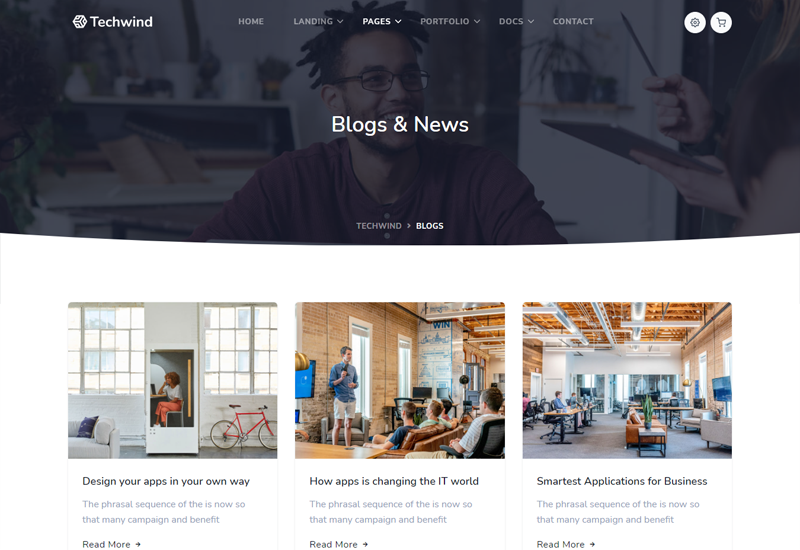 Techwind
HOME LANDING PAGES PORTFOLIO DOCS CONTACT
Blogs & News
TECHWIND > BLOGS
WIN
Design your apps in your own way
The phrasal sequence of the is now so
that many campaign and benefit
Read More →
How apps is changing the IT world
The phrasal sequence of the is now so
that many campaign and benefit
Read More →
Smartest Applications for Business
The phrasal sequence of the is now so
that many campaign and benefit
Read More →